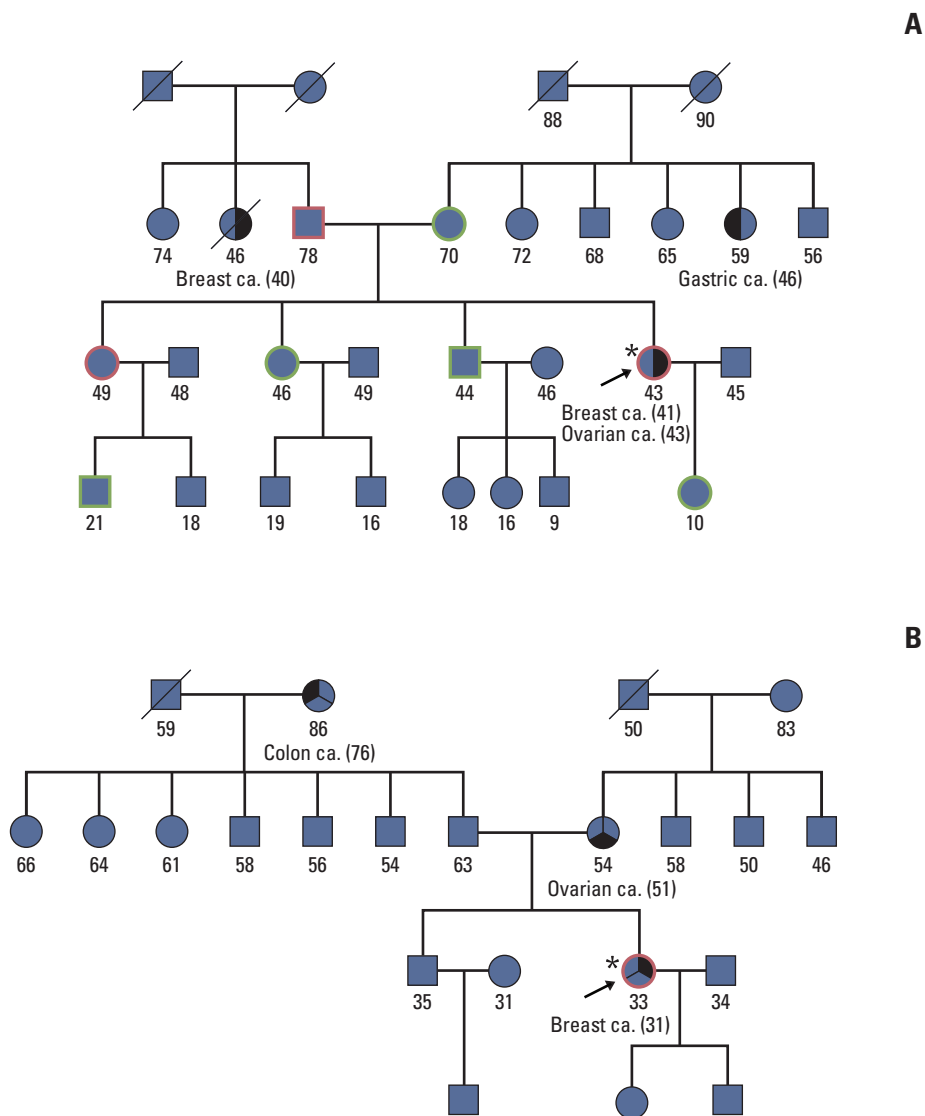 A
88 90
74 46 78 70 72 68 65 59 56
Breast ca. (40) Gastric ca. (46)
49 48 46 49 44 46 * 43 45
Breast ca. (41)
Ovarian ca. (43)
21 18 19 16 18 16 9 10
B
59 86 50 83
Colon ca. (76)
66 64 61 58 56 54 63 54 58 50 46
Ovarian ca. (51)
35 31 * 33 34
Breast ca. (31)